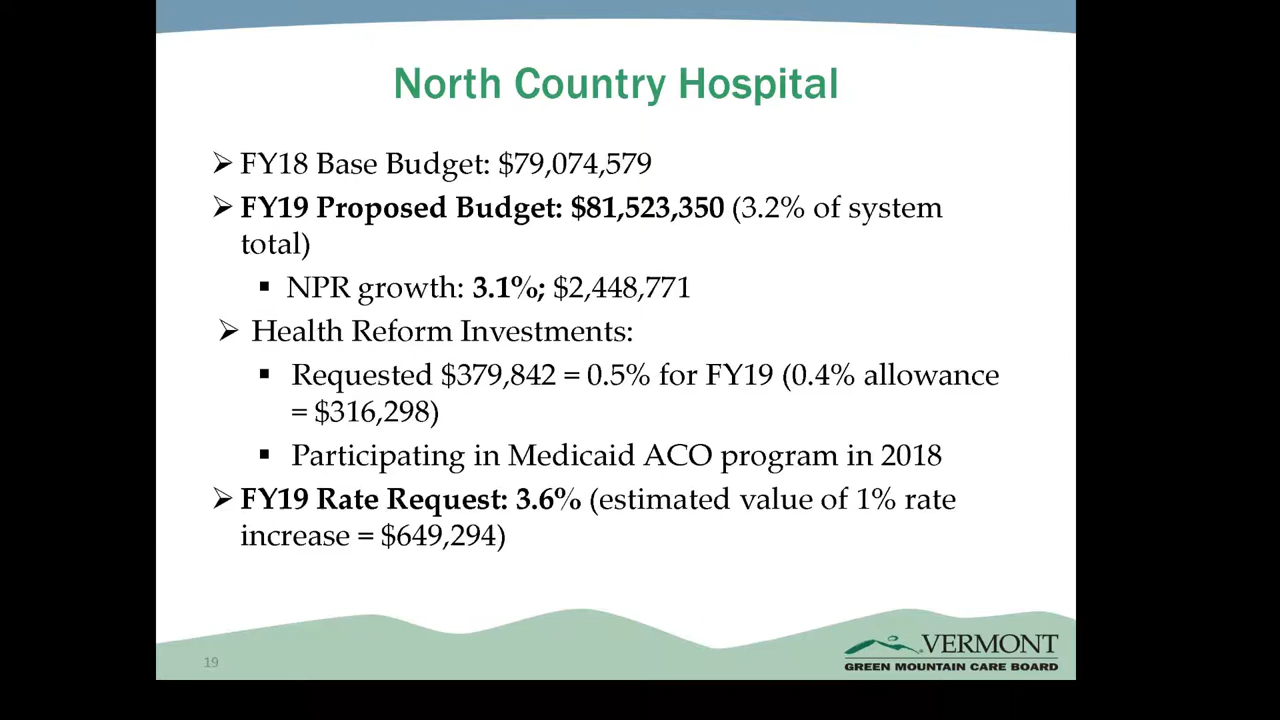 North Country Hospital
➢ FY18 Base Budget: $79,074,579
➢ FY19 Proposed Budget: $81,523,350 (3.2% of system
total)
▪ NPR growth: 3.1%; $2,448,771
➢ Health Reform Investments:
▪ Requested $379,842 = 0.5% for FY19 (0.4% allowance
= $316,298)
▪ Participating in Medicaid ACO program in 2018
➢ FY19 Rate Request: 3.6% (estimated value of 1% rate
increase = $649,294)
19
VERMONT
GREEN MOUNTAIN CARE BOARD